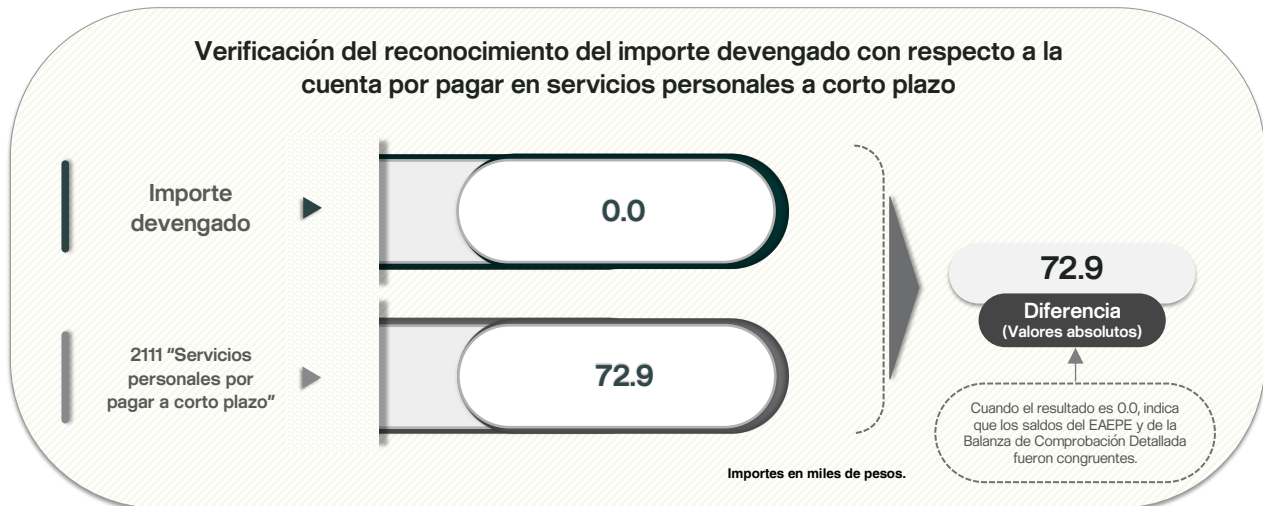 Verificación del reconocimiento del importe devengado con respecto a la
cuenta por pagar en servicios personales a corto plazo
Importe
devengado
0.0
2111 "Servicios
personales por
pagar a corto plazo"
72.9
72.9
Diferencia
(Valores absolutos)
Cuando el resultado es 0.0, indica
que los saldos del EAEPE y de la
Balanza de Comprobación Detallada
fueron congruentes.
Importes en miles de pesos.